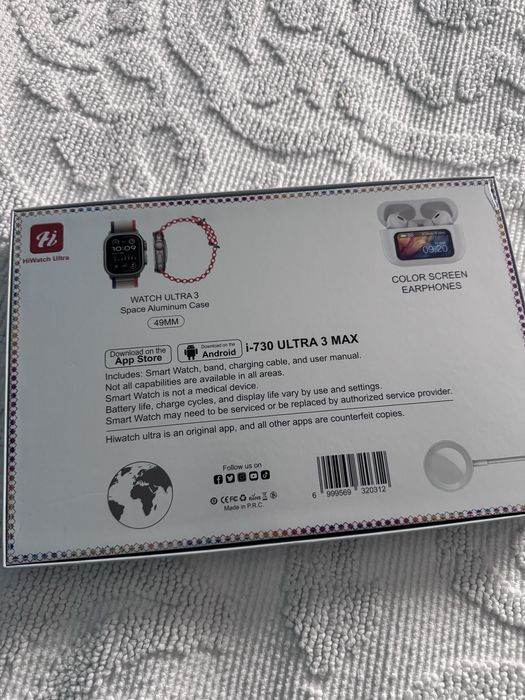 Hi
HiWatch Ultra
WATCH ULTRA 3
Space Aluminum Case
49MM
09:20
COLOR SCREEN
EARPHONES
Download on the
App Store
Download on the
Android
i-730 ULTRA 3 MAX
Includes: Smart Watch, band, charging cable, and user manual.
Not all capabilities are available in all areas.
Smart Watch is not a medical device.
Battery life, charge cycles, and display life vary by use and settings.
Smart Watch may need to be serviced or be replaced by authorized service provider.
Hiwatch ultra is an original app, and all other apps are counterfeit copies.
Follow us on
CE FC RoHS
Made in P.R.C.
6 999569 320312